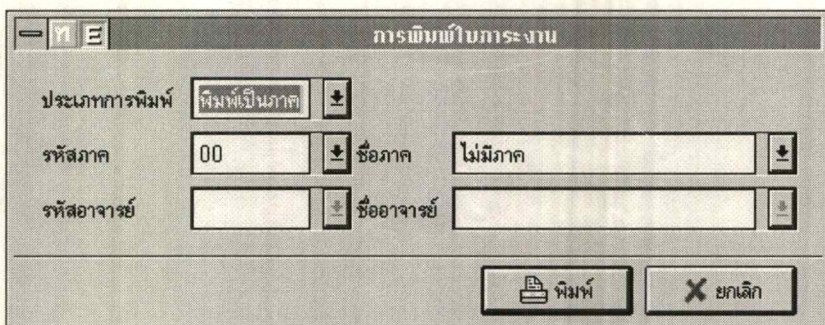 ท E การพิมพ์ใบภาระงาน
ประเภทการพิมพ์ พิมพ์เป็นภาค
รหัสภาค 00 ชื่อภาค ไม่มีภาค
รหัสอาจารย์ ชื่ออาจารย์
พิมพ์ ยกเลิก